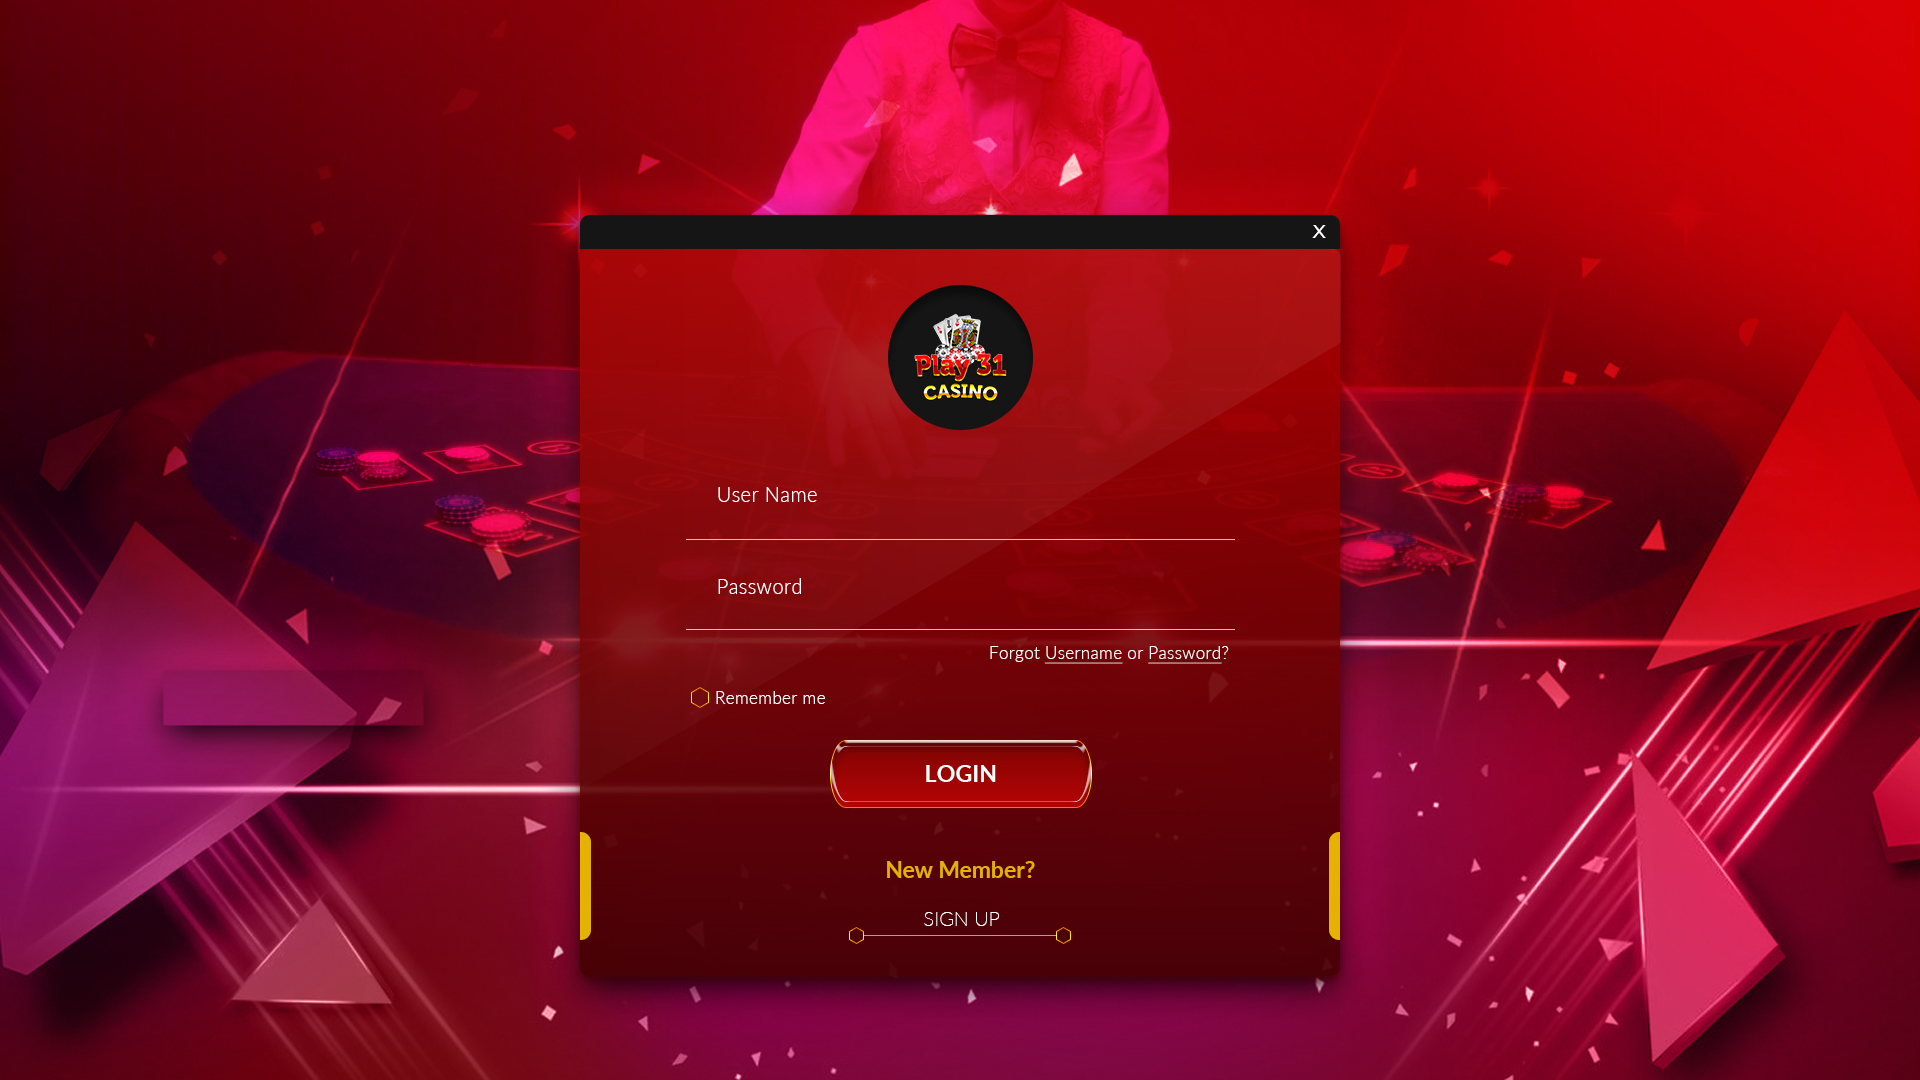 X
Play 31
CASINO
User Name
Password
Forgot Username or Password?
Remember me
LOGIN
New Member?
SIGN UP